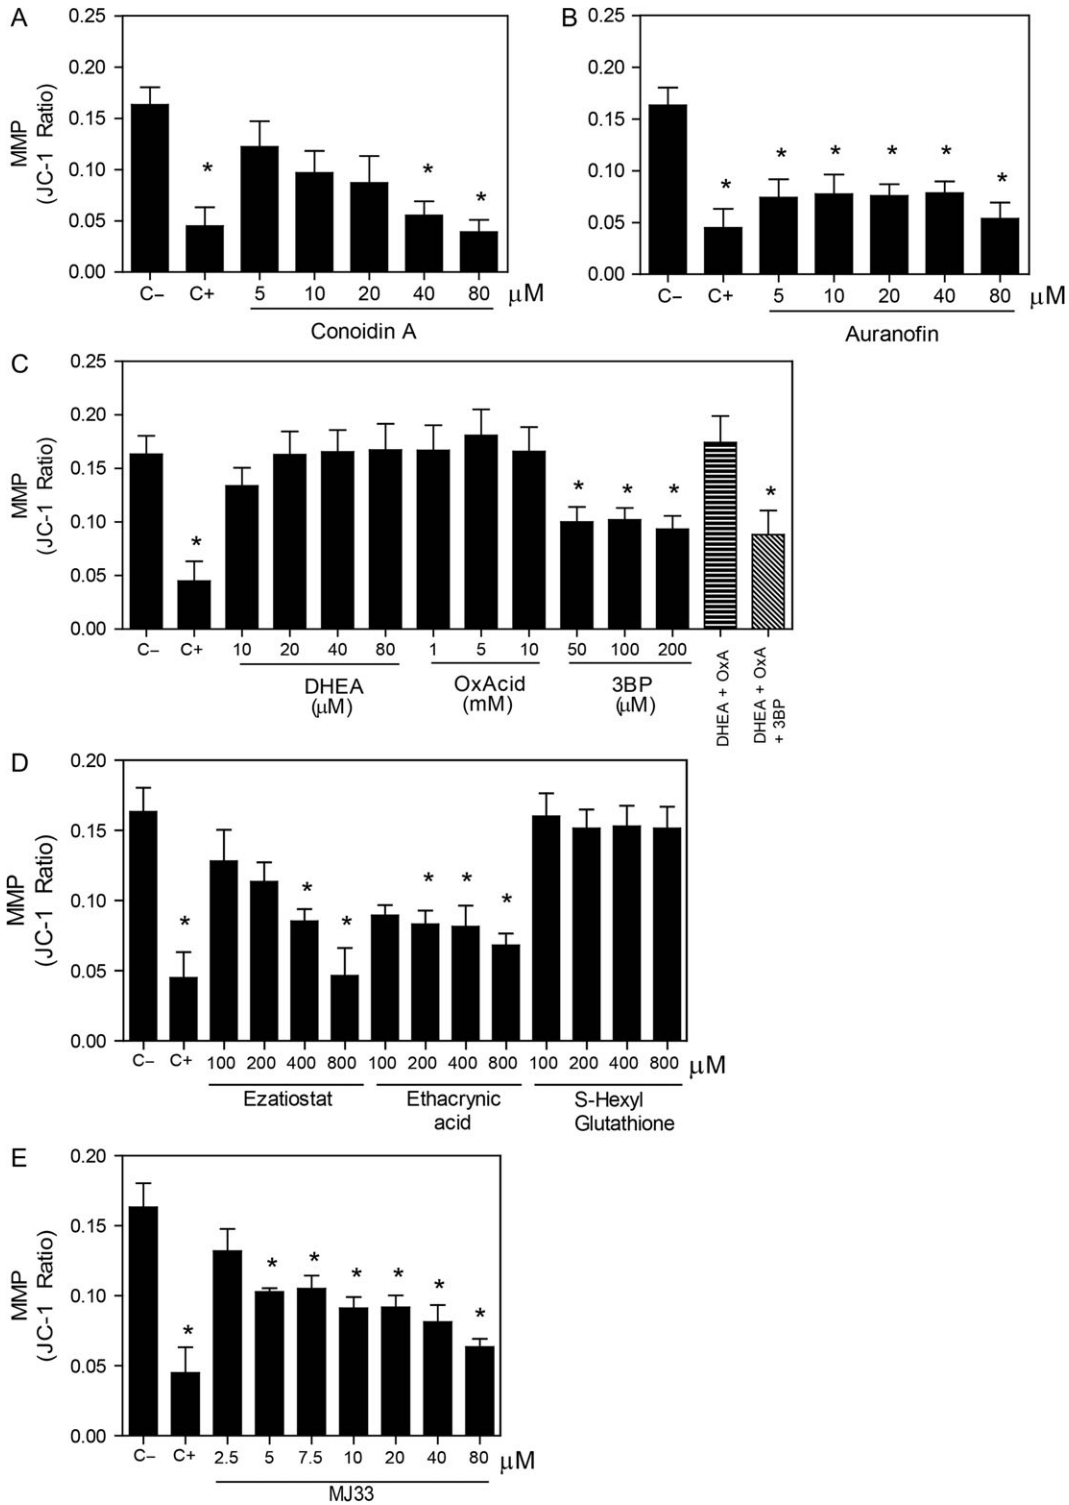 A
MMP
(JC-1 Ratio)
0.25
0.20
0.15
0.10
0.05
0.00
*
*
*
C− C+ 5 10 20 40 80 μM
Conoidin A
B
0.25
0.20
0.15
0.10
0.05
0.00
*
*
*
*
*
*
C− C+ 5 10 20 40 80 μM
Auranofin
C
MMP
(JC-1 Ratio)
0.25
0.20
0.15
0.10
0.05
0.00
*
*
*
*
*
C− C+ 10 20 40 80 1 5 10 50 100 200
DHEA
(μM)
OxAcid
(mM)
3BP
(μM)
DHEA + OxA
DHEA + OxA
+ 3BP
D
MMP
(JC-1 Ratio)
0.20
0.15
0.10
0.05
0.00
*
*
*
*
*
*
C− C+ 100 200 400 800 100 200 400 800 100 200 400 800 μM
Ezatiostat
Ethacrynic
acid
S-Hexyl
Glutathione
E
MMP
(JC-1 Ratio)
0.20
0.15
0.10
0.05
0.00
*
*
*
*
*
*
*
C− C+ 2.5 5 7.5 10 20 40 80 μM
MJ33